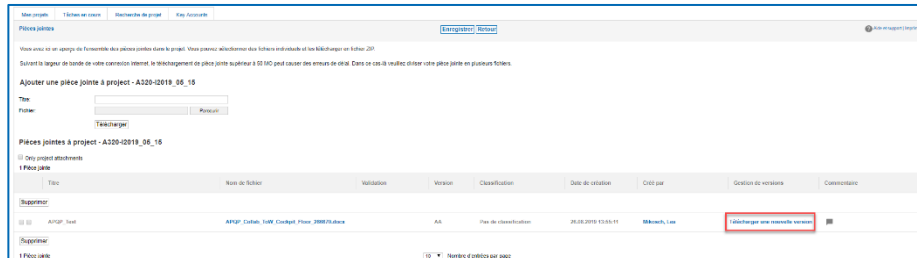 Mes projets Tâches en cours Recherche de projet Key Accounts
Pièces jointes Enregistrer Retour
Vous avez ici un aperçu de l'ensemble des pièces jointes dans le projet. Vous pouvez sélectionner des fichiers individuels et les télécharger en fichier ZIP.
Suivant la largeur de bande de votre connexion internet, le téléchargement de pièce jointe supérieur à 50 MO peut causer des erreurs de délai. Dans ce cas-là veuillez diviser votre pièce jointe en plusieurs fichiers.
Ajouter une pièce jointe à project - A320-I2019_05_15
Titre
Fichier Parcourir
Télécharger
Pièces jointes à project - A320-I2019_05_15
Only project attachments
1 Pièce jointe
Titre Nom de fichier Validation Version Classification Date de création Créé par Gestion de versions Commentaire
Supprimer
APQP_Test AA Pas de classification Télécharger une nouvelle version
Supprimer
1 Pièce jointe 10 Nombre d'entrées par page